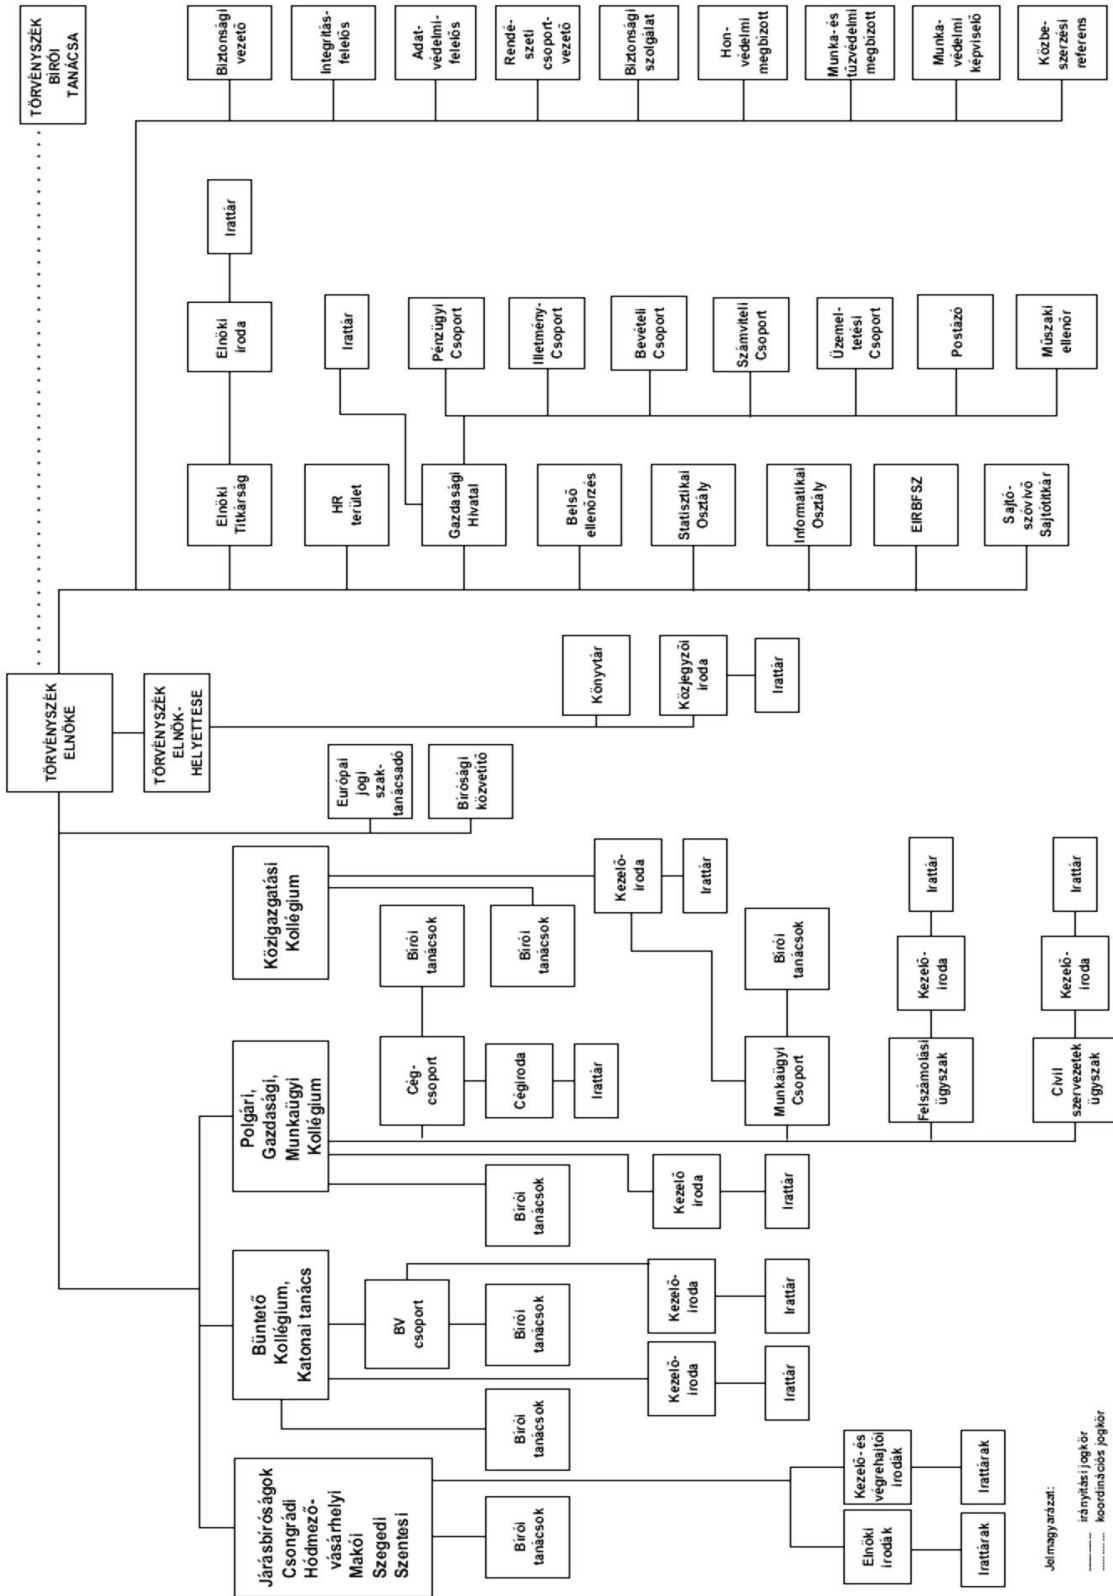 TÖRVÉNYSZÉK
ELNÖKE
TÖRVÉNYSZÉK
BÍRÓI
TANÁCSA
TÖRVÉNYSZÉK
ELNÖK-
HELYETTESE
Európai
jogi
szak-
tanácsadó
Bírósági
közvetítő
Könyvtár
Közjegyzői
iroda
Irattár
Járásbíróságok
Csongrádi
Hódmező-
vásárhelyi
Makói
Szegedi
Szentesi
Bírói
tanácsok
Elnöki
irodák
Irattárak
Kezelő- és
végrehajtói
irodák
Irattárak
Büntető
Kollégium,
Katonai tanács
Bírói
tanácsok
Kezelő-
iroda
Irattár
BV
csoport
Bírói
tanácsok
Kezelő-
iroda
Irattár
Polgári,
Gazdasági,
Munkaügyi
Kollégium
Bírói
tanácsok
Kezelő
iroda
Irattár
Cég-
csoport
Cégiroda
Irattár
Bírói
tanácsok
Munkaügyi
Csoport
Bírói
tanácsok
Felszámolási
ügyszak
Kezelő-
iroda
Irattár
Civil
szervezetek
ügyszak
Kezelő-
iroda
Irattár
Közigazgatási
Kollégium
Bírói
tanácsok
Kezelő-
iroda
Irattár
Elnöki
Titkárság
Elnöki
iroda
Irattár
HR
terület
Gazdasági
Hivatal
Irattár
Pénzügyi
Csoport
Illetmény-
Csoport
Bevételi
Csoport
Számviteli
Csoport
Üzemel-
tetési
Csoport
Postázó
Műszaki
ellenőr
Belső
ellenőrzés
Statisztikai
Osztály
Informatikai
Osztály
EIRBFSZ
Sajtó-
szóvivő
Sajtótitkár
Biztonsági
vezető
Integritás-
felelős
Adat-
védelmi-
felelős
Rendé-
szeti
csoport-
vezető
Biztonsági
szolgálat
Hon-
védelmi
megbízott
Munka- és
tűzvédelmi
megbízott
Munka-
védelmi
képviselő
Közbe-
szerzési
referens
Jelmagyarázat:
irányítási jogkör
koordinációs jogkör